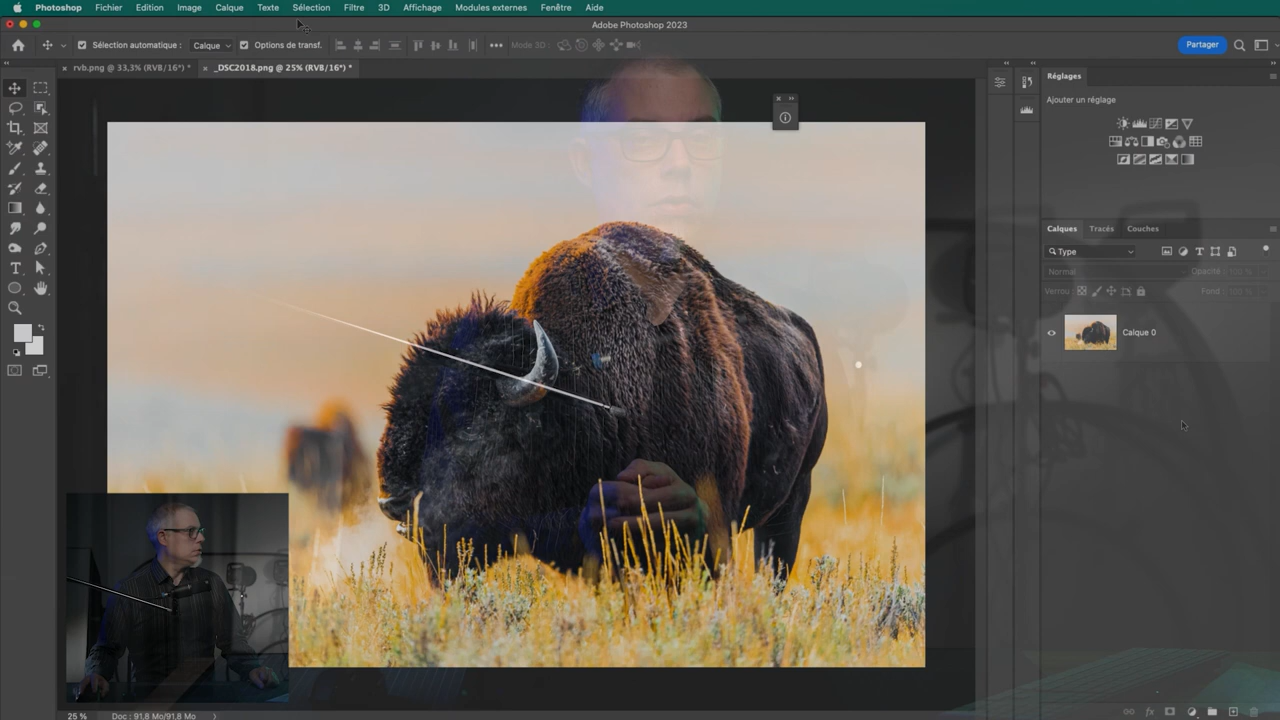 Photoshop Fichier Edition Image Calque Texte Sélection Filtre 3D Affichage Modules externes Fenêtre Aide
Adobe Photoshop 2023
Sélection automatique : Calque Options de transf. Mode 3D : Partager
rvb.png @ 33,3% (RVB/16*) * _DSC2018.png @ 25% (RVB/16*) *
Réglages
Ajouter un réglage
Calques Tracés Couches
Type
Normal Opacité : 100 %
Verrou : Fond : 100 %
Calque 0
25 % Doc : 91,8 Mo/91,8 Mo